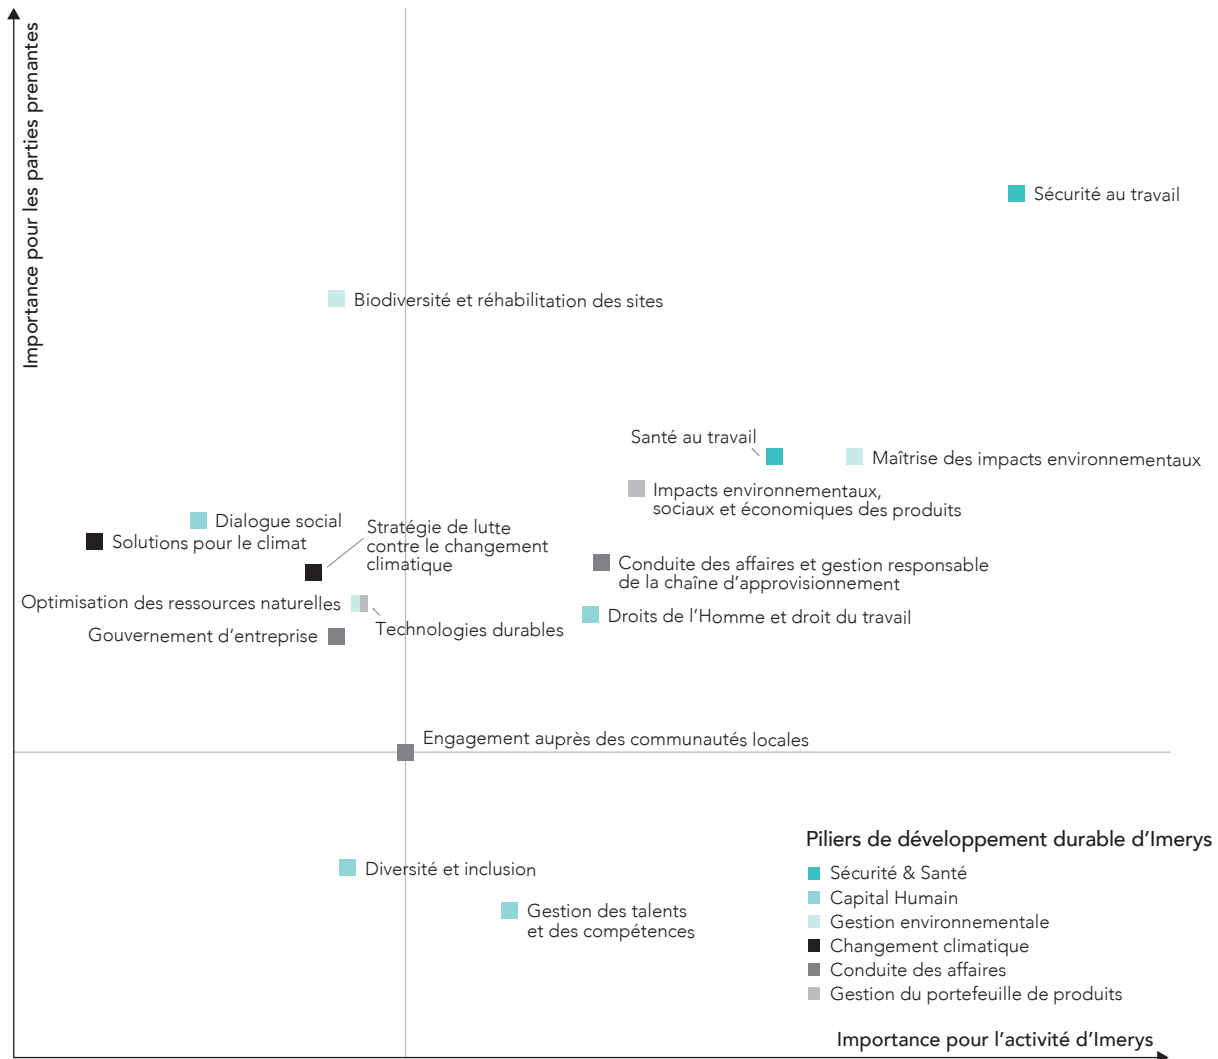 Importance pour les parties prenantes
Sécurité au travail
Biodiversité et réhabilitation des sites
Santé au travail
Maîtrise des impacts environnementaux
Impacts environnementaux,
sociaux et économiques des produits
Dialogue social
Solutions pour le climat
Stratégie de lutte
contre le changement
climatique
Conduite des affaires et gestion responsable
de la chaîne d’approvisionnement
Optimisation des ressources naturelles
Technologies durables
Droits de l’Homme et droit du travail
Gouvernement d’entreprise
Engagement auprès des communautés locales
Diversité et inclusion
Gestion des talents
et des compétences
Piliers de développement durable d’Imerys
Sécurité & Santé
Capital Humain
Gestion environnementale
Changement climatique
Conduite des affaires
Gestion du portefeuille de produits
Importance pour l’activité d’Imerys